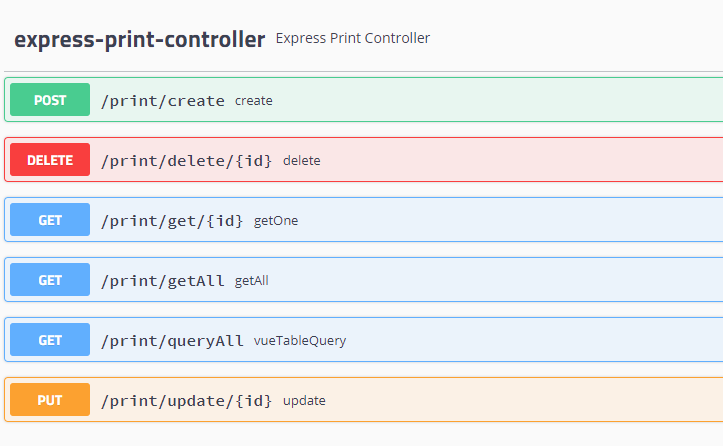 express-print-controller Express Print Controller
POST /print/create create
DELETE /print/delete/{id} delete
GET /print/get/{id} getOne
GET /print/getAll getAll
GET /print/queryAll vueTableQuery
PUT /print/update/{id} update